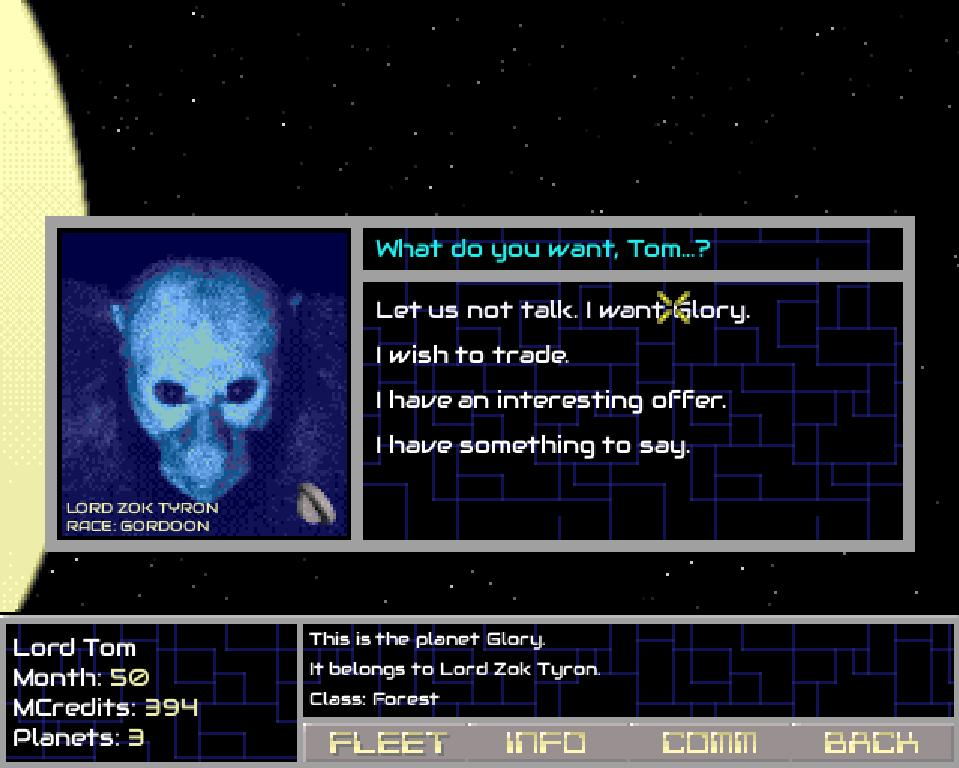 What do you want, Tom...?
Let us not talk. I want Glory.
I wish to trade.
I have an interesting offer.
I have something to say.
LORD ZOK TYRON
RACE: GORDOON
Lord Tom
Month: 50
MCredits: 394
Planets: 3
This is the planet Glory.
It belongs to Lord Zok Tyron.
Class: Forest
FLEET INFO COMM BACK